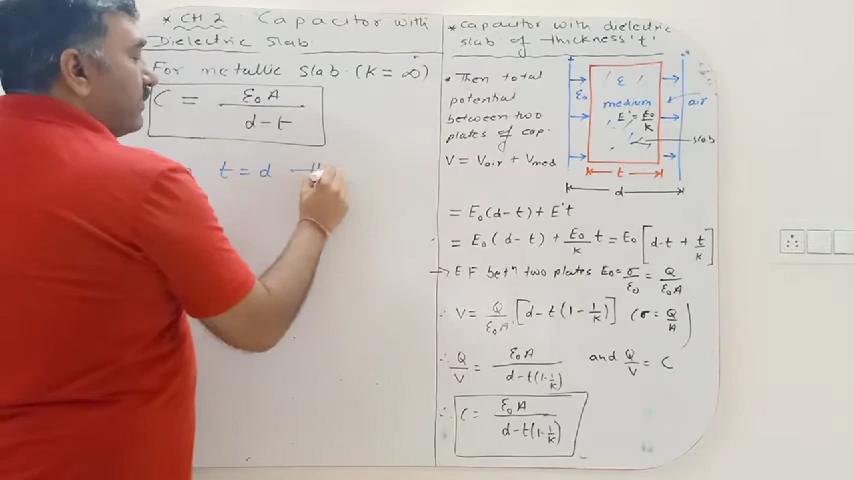 * CH 2 Capacitor with
Dielectric slab.
For metallic slab (K = ∞)
C = ε₀A / d-t
t = d
* capacitor with dielectric
slab of thickness 't'
* Then total
potential
between two
plates of cap.
V = Vair + Vmed
= E₀(d-t) + E't
= E₀(d-t) + E₀/K t = E₀[d-t + t/K]
→ E F betⁿ two plates E₀ = σ/ε₀ = Q/ε₀A
∴ V = Q/ε₀A [d-t(1-1/K)] (σ = Q/A)
∴ Q/V = ε₀A / d-t(1-1/K) and Q/V = C
∴ C = ε₀A / d-t(1-1/K)
ε₀
ε
medium
E' = E₀/K
air
slab
t
d